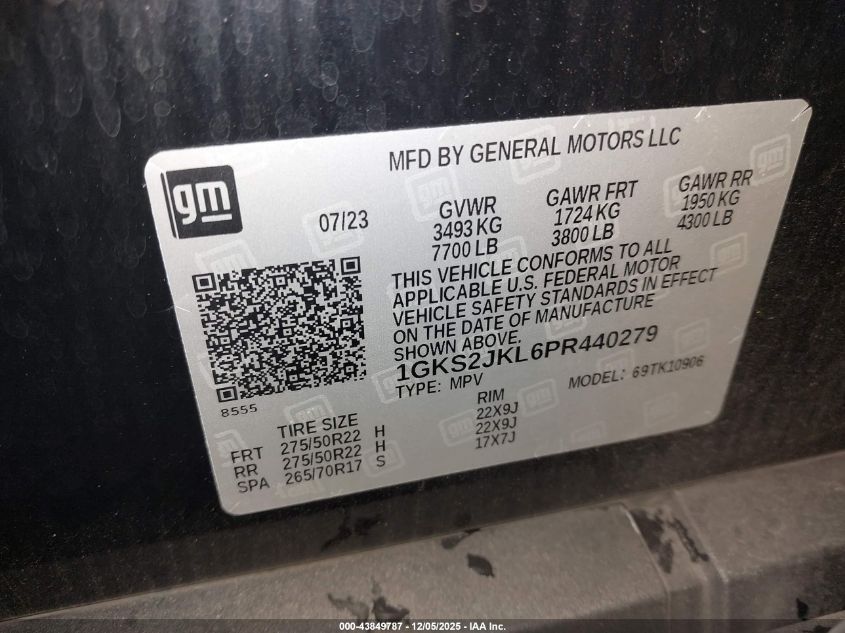 MFD BY GENERAL MOTORS LLC
gm
07/23
GVWR
3493 KG
7700 LB
GAWR FRT
1724 KG
3800 LB
GAWR RR
1950 KG
4300 LB
THIS VEHICLE CONFORMS TO ALL
APPLICABLE U.S. FEDERAL MOTOR
VEHICLE SAFETY STANDARDS IN EFFECT
ON THE DATE OF MANUFACTURE
SHOWN ABOVE.
1GKS2JKL6PR440279
TYPE: MPV
MODEL: 69TK10906
8555
TIRE SIZE
RIM
FRT 275/50R22 H 22X9J
RR 275/50R22 H 22X9J
SPA 265/70R17 S 17X7J
000-43849787 - 12/05/2025 - IAA Inc.